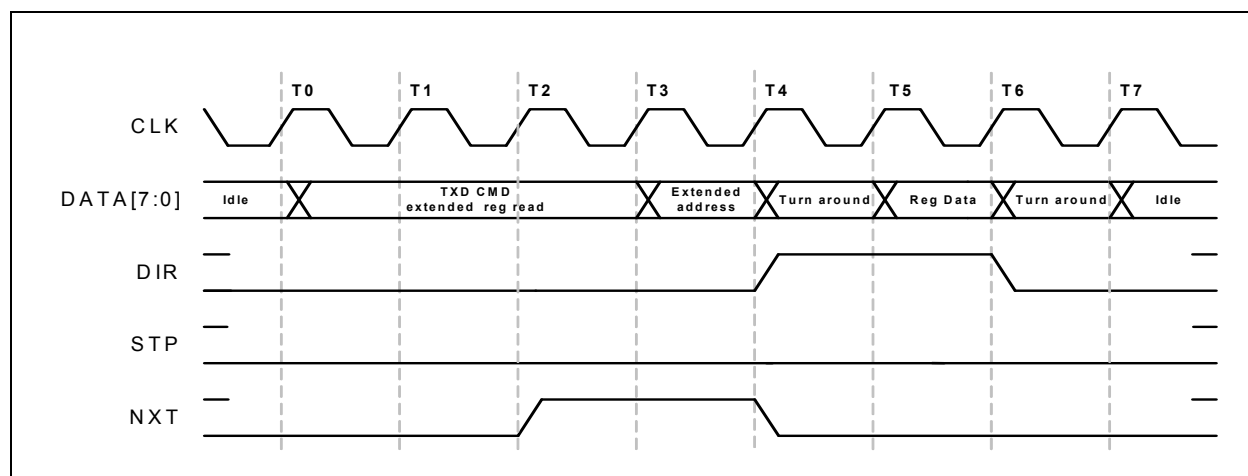 T0 T1 T2 T3 T4 T5 T6 T7
CLK
DATA[7:0] Idle TXD CMD extended reg read Extended address Turn around Reg Data Turn around Idle
DIR
STP
NXT